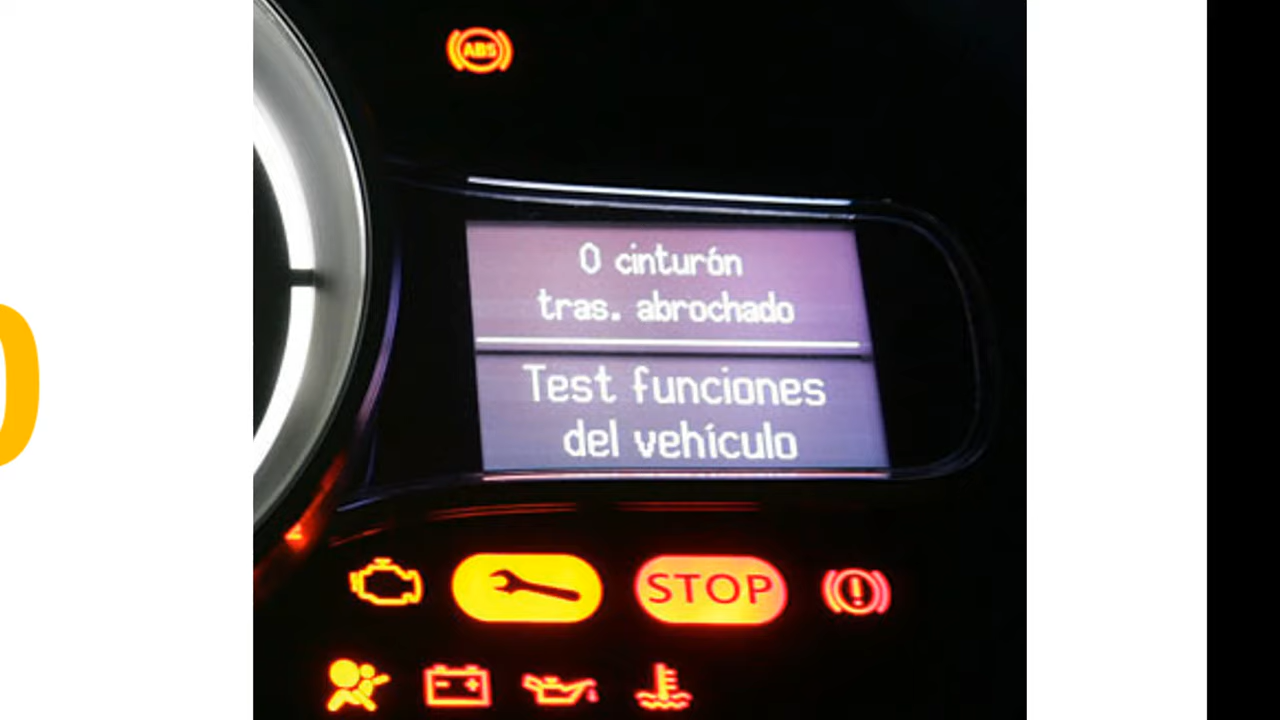 ABS
0 cinturón
tras. abrochado
Test funciones
del vehículo
STOP